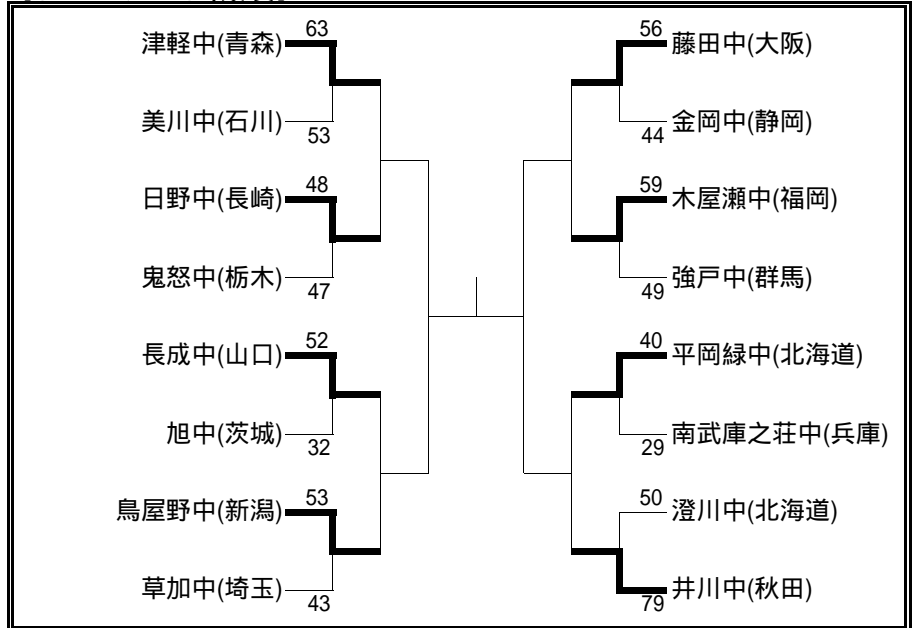 63
津軽中(青森)
美川中(石川)
53
48
日野中(長崎)
鬼怒中(栃木)
47
52
長成中(山口)
旭中(茨城)
32
53
鳥屋野中(新潟)
草加中(埼玉)
43
56
藤田中(大阪)
金岡中(静岡)
44
59
木屋瀬中(福岡)
強戸中(群馬)
49
40
平岡緑中(北海道)
南武庫之荘中(兵庫)
29
50
澄川中(北海道)
井川中(秋田)
79